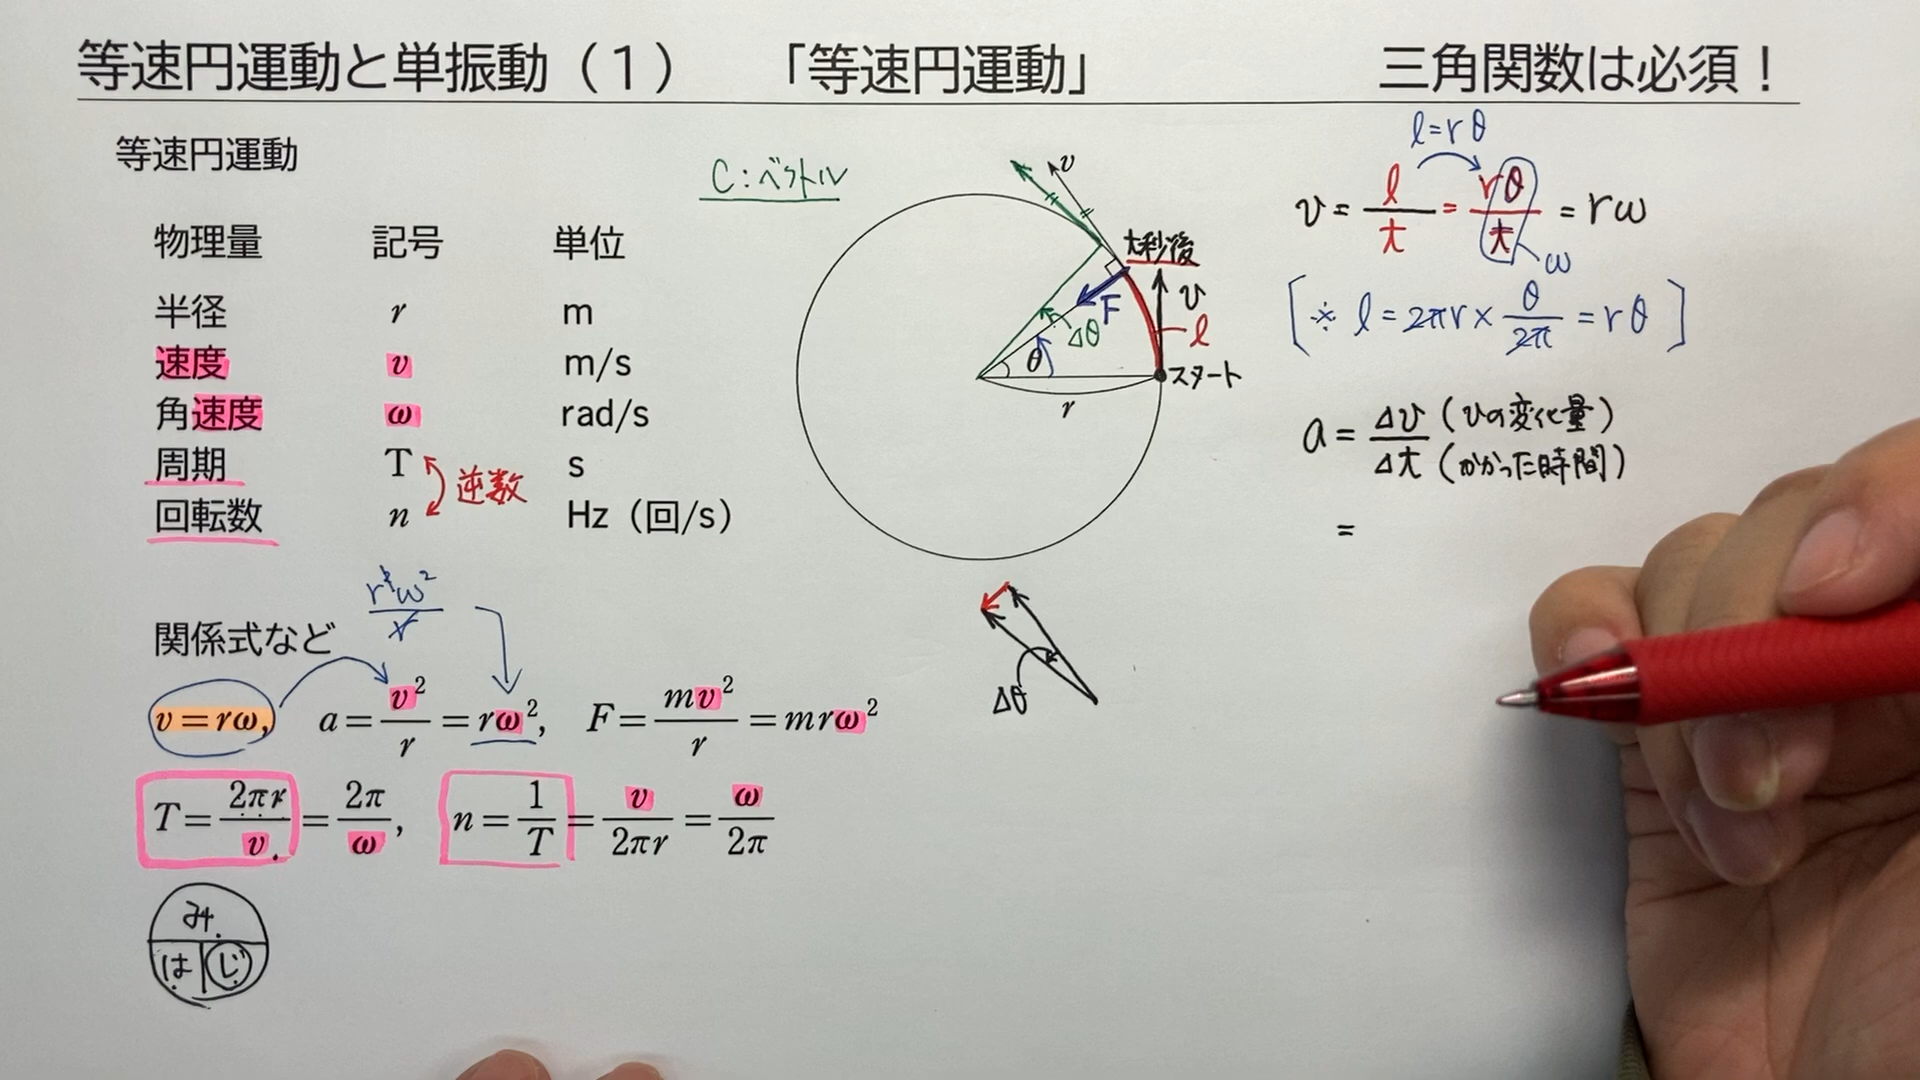 等速円運動と単振動（１） 「等速円運動」 三角関数は必須！
等速円運動
物理量 記号 単位
半径 r m
速度 v m/s
角速度 ω rad/s
周期 T s
回転数 n Hz（回/s）
逆数
C:ベクトル
v
t秒後
v
F
l
Δθ
θ
スタート
r
l=rθ
v = l/t = rθ/t = rω
ω
[※ l = 2πr × θ/2π = rθ]
a = Δv/Δt (vの変化量) (かかった時間)
=
Δθ
関係式など
r²ω²/r
v=rω, a=v²/r=rω², F=mv²/r=mrω²
T=2πr/v=2π/ω, n=1/T=v/2πr=ω/2π
み
は じ